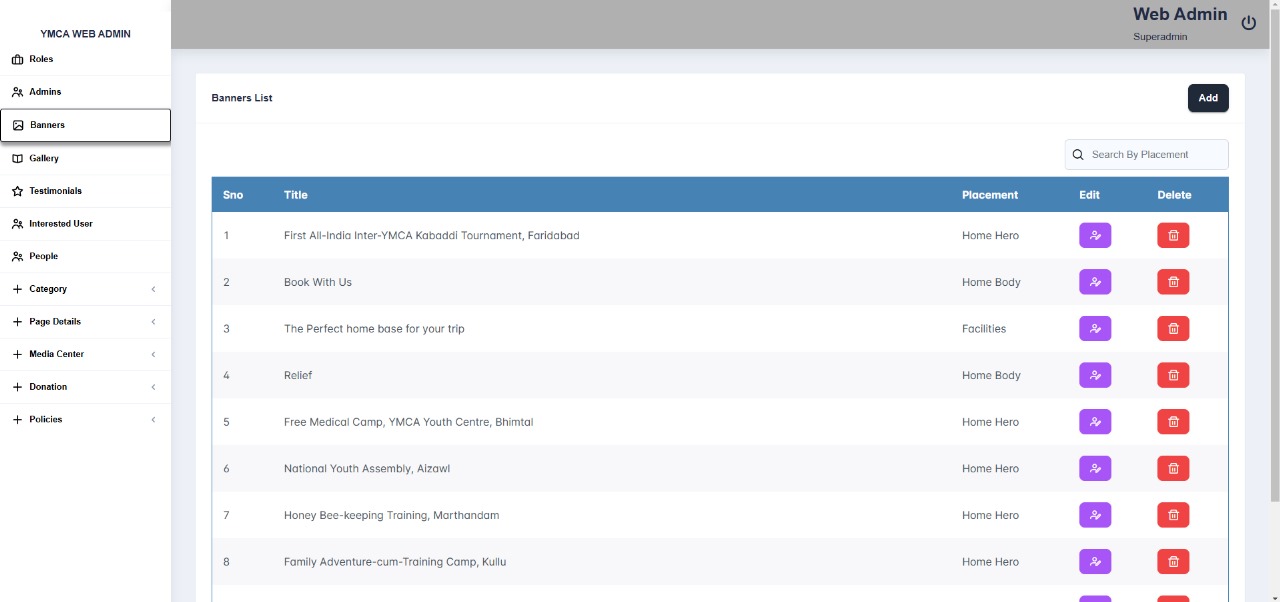 YMCA WEB ADMIN
Roles
Admins
Banners
Gallery
Testimonials
Interested User
People
Category
Page Details
Media Center
Donation
Policies
Web Admin
Superadmin
Banners List
Add
Search By Placement
Sno Title Placement Edit Delete
1 First All-India Inter-YMCA Kabaddi Tournament, Faridabad Home Hero
2 Book With Us Home Body
3 The Perfect home base for your trip Facilities
4 Relief Home Body
5 Free Medical Camp, YMCA Youth Centre, Bhimtal Home Hero
6 National Youth Assembly, Aizawl Home Hero
7 Honey Bee-keeping Training, Marthandam Home Hero
8 Family Adventure-cum-Training Camp, Kullu Home Hero